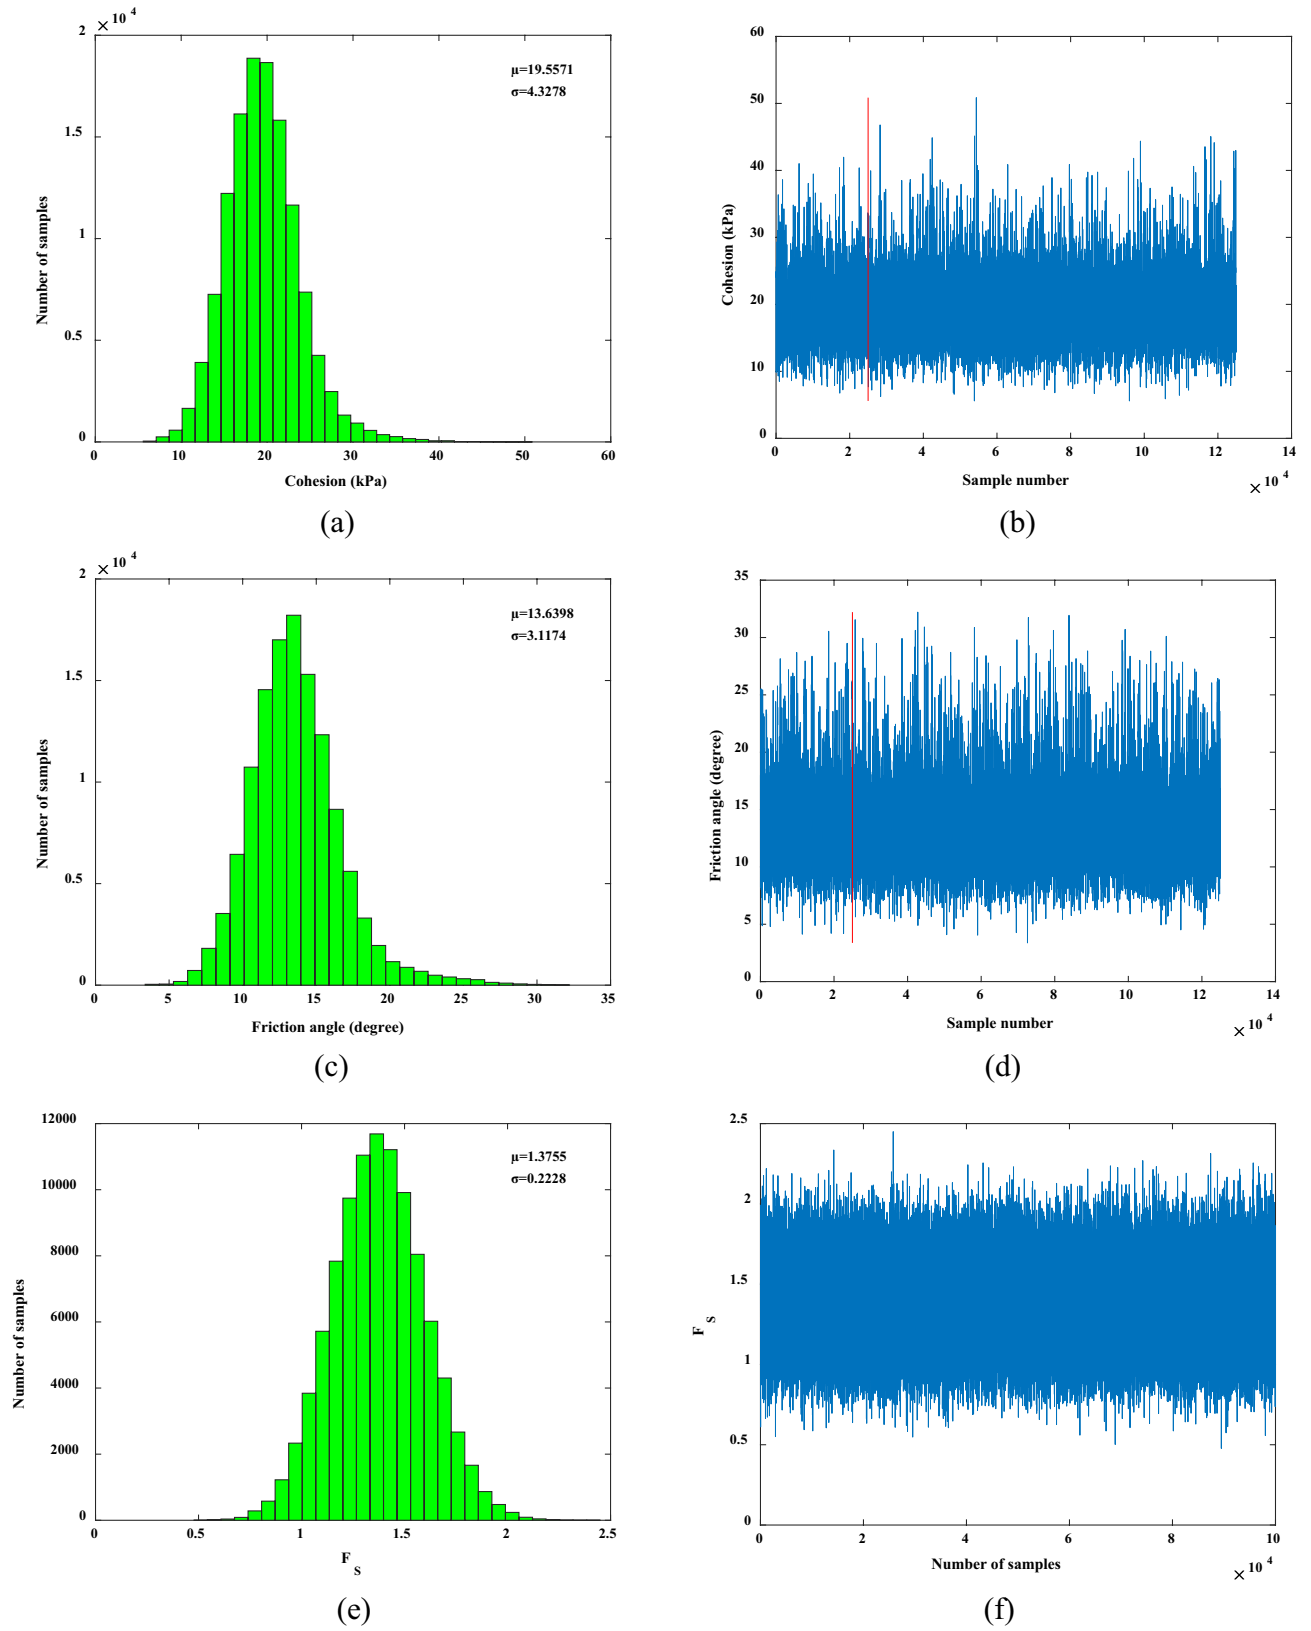 × 10 4
2
1.5
1
0.5
0
0 10 20 30 40 50 60
Number of samples
Cohesion (kPa)
μ=19.5571
σ=4.3278
(a)
60
50
40
30
20
10
0
0 2 4 6 8 10 12 14
Cohesion (kPa)
Sample number
× 10 4
(b)
× 10 4
2
1.5
1
0.5
0
0 5 10 15 20 25 30 35
Number of samples
Friction angle (degree)
μ=13.6398
σ=3.1174
(c)
35
30
25
20
15
10
5
0
0 2 4 6 8 10 12 14
Friction angle (degree)
Sample number
× 10 4
(d)
12000
10000
8000
6000
4000
2000
0
0 0.5 1 1.5 2 2.5
Number of samples
F S
μ=1.3755
σ=0.2228
(e)
2.5
2
1.5
1
0.5
0
0 2 4 6 8 10
F S
Number of samples
× 10 4
(f)